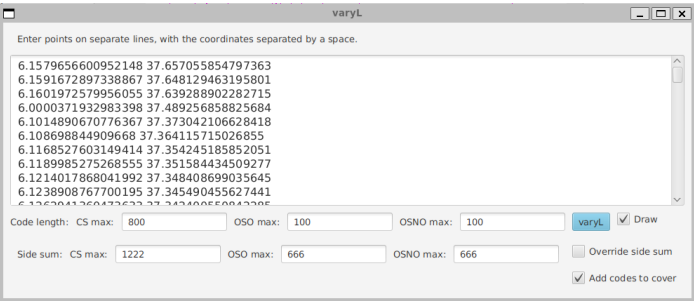 varyL
Enter points on separate lines, with the coordinates separated by a space.
6.1579656600952148 37.657055854797363
6.1591672897338867 37.648129463195801
6.1601972579956055 37.639288902282715
6.0000371932983398 37.489256858825684
6.1014890670776367 37.373042106628418
6.108698844909668 37.364115715026855
6.1168527603149414 37.354245185852051
6.1189985275268555 37.351584434509277
6.1214017868041992 37.348408699035645
6.1238908767700195 37.345490455627441
Code length: CS max: 800 OSO max: 100 OSNO max: 100 varyL Draw
Side sum: CS max: 1222 OSO max: 666 OSNO max: 666 Override side sum
Add codes to cover